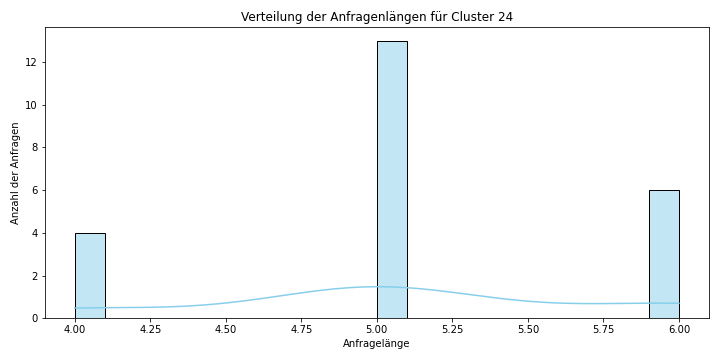 Verteilung der Anfragenlängen für Cluster 24
Anzahl der Anfragen
12
10
8
6
4
2
0
4.00 4.25 4.50 4.75 5.00 5.25 5.50 5.75 6.00
Anfragelänge